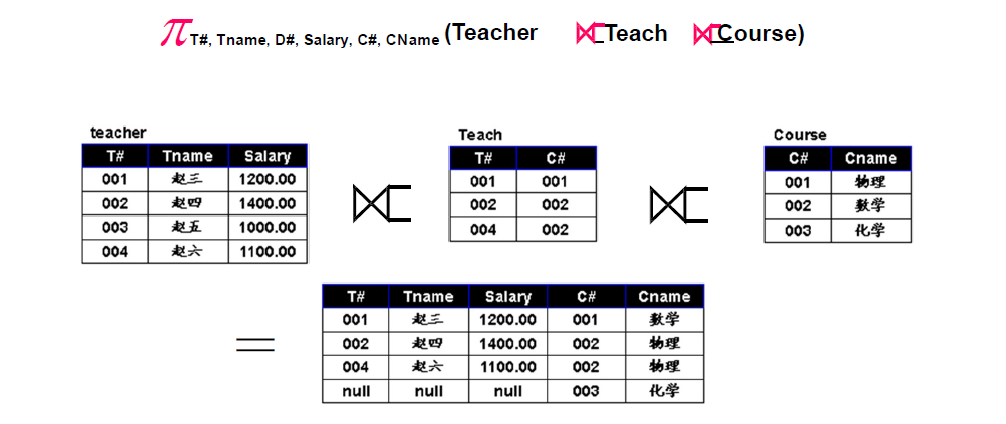 π T#, Tname, D#, Salary, C#, CName (Teacher ⟖ Teach ⟖ Course)
teacher
T# Tname Salary
001 赵三 1200.00
002 赵四 1400.00
003 赵五 1000.00
004 赵六 1100.00
⟖
Teach
T# C#
001 001
002 002
004 002
⟖
Course
C# Cname
001 物理
002 数学
003 化学
=
T# Tname Salary C# Cname
001 赵三 1200.00 001 数学
002 赵四 1400.00 002 物理
004 赵六 1100.00 002 物理
null null null 003 化学